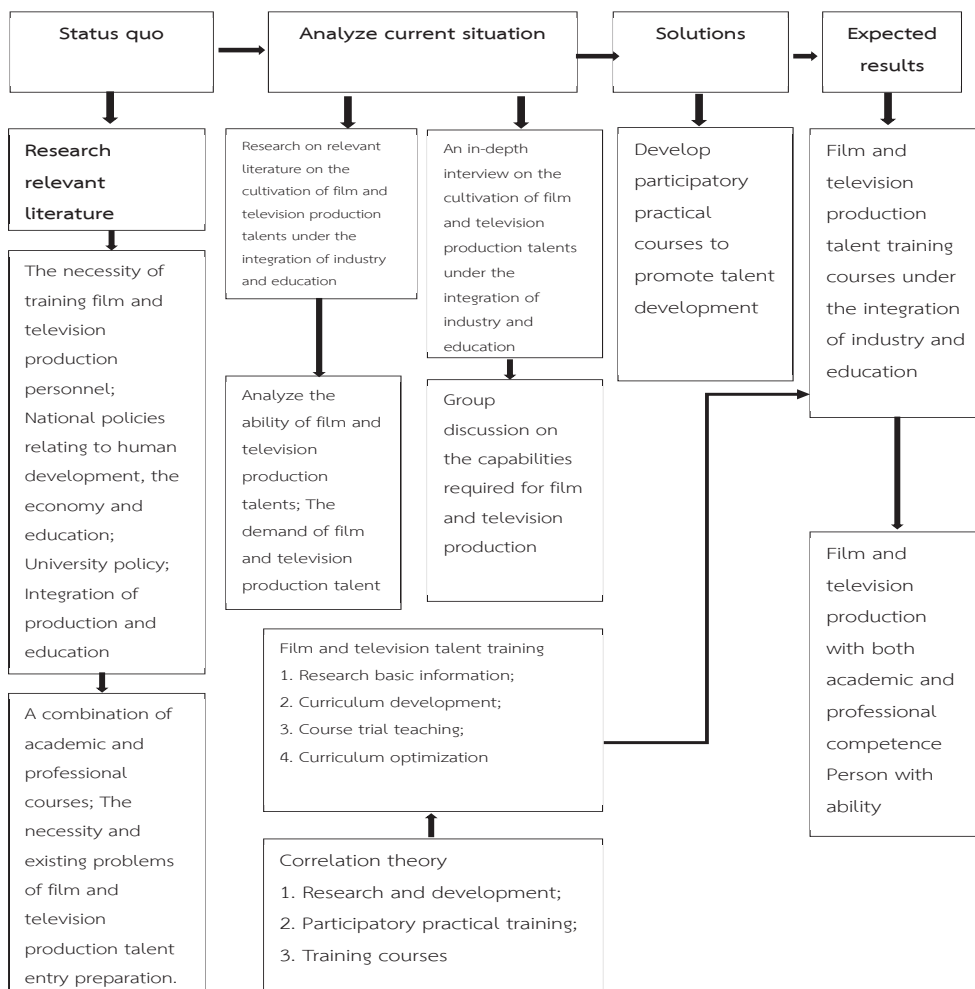 Status quo
Analyze current situation
Solutions
Expected
results
Research
relevant
literature
The necessity of
training film and
television
production
personnel;
National policies
relating to human
development, the
economy and
education;
University policy;
Integration of
production and
education
A combination of
academic and
professional
courses; The
necessity and
existing problems
of film and
television
production talent
entry preparation.
Research on relevant
literature on the
cultivation of film and
television production
talents under the
integration of industry
and education
Analyze the
ability of film and
television
production
talents; The
demand of film
and television
production talent
An in-depth
interview on the
cultivation of film
and television
production talents
under the
integration of
industry and
education
Group
discussion on
the capabilities
required for film
and television
production
Film and television talent training
1. Research basic information;
2. Curriculum development;
3. Course trial teaching;
4. Curriculum optimization
Correlation theory
1. Research and development;
2. Participatory practical training;
3. Training courses
Develop
participatory
practical
courses to
promote talent
development
Film and
television
production
talent training
courses under
the integration
of industry and
education
Film and
television
production
with both
academic and
professional
competence
Person with
ability